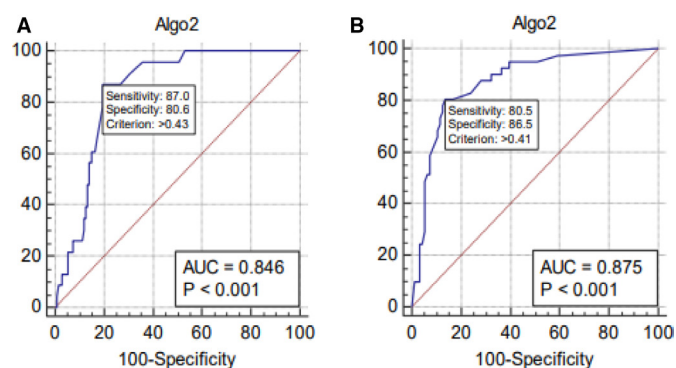 A
Algo2
100
80
60
40
20
0
Sensitivity: 87.0
Specificity: 80.6
Criterion: >0.43
AUC = 0.846
P < 0.001
0 20 40 60 80 100
100-Specificity
B
Algo2
100
80
60
40
20
0
Sensitivity: 80.5
Specificity: 86.5
Criterion: >0.41
AUC = 0.875
P < 0.001
0 20 40 60 80 100
100-Specificity